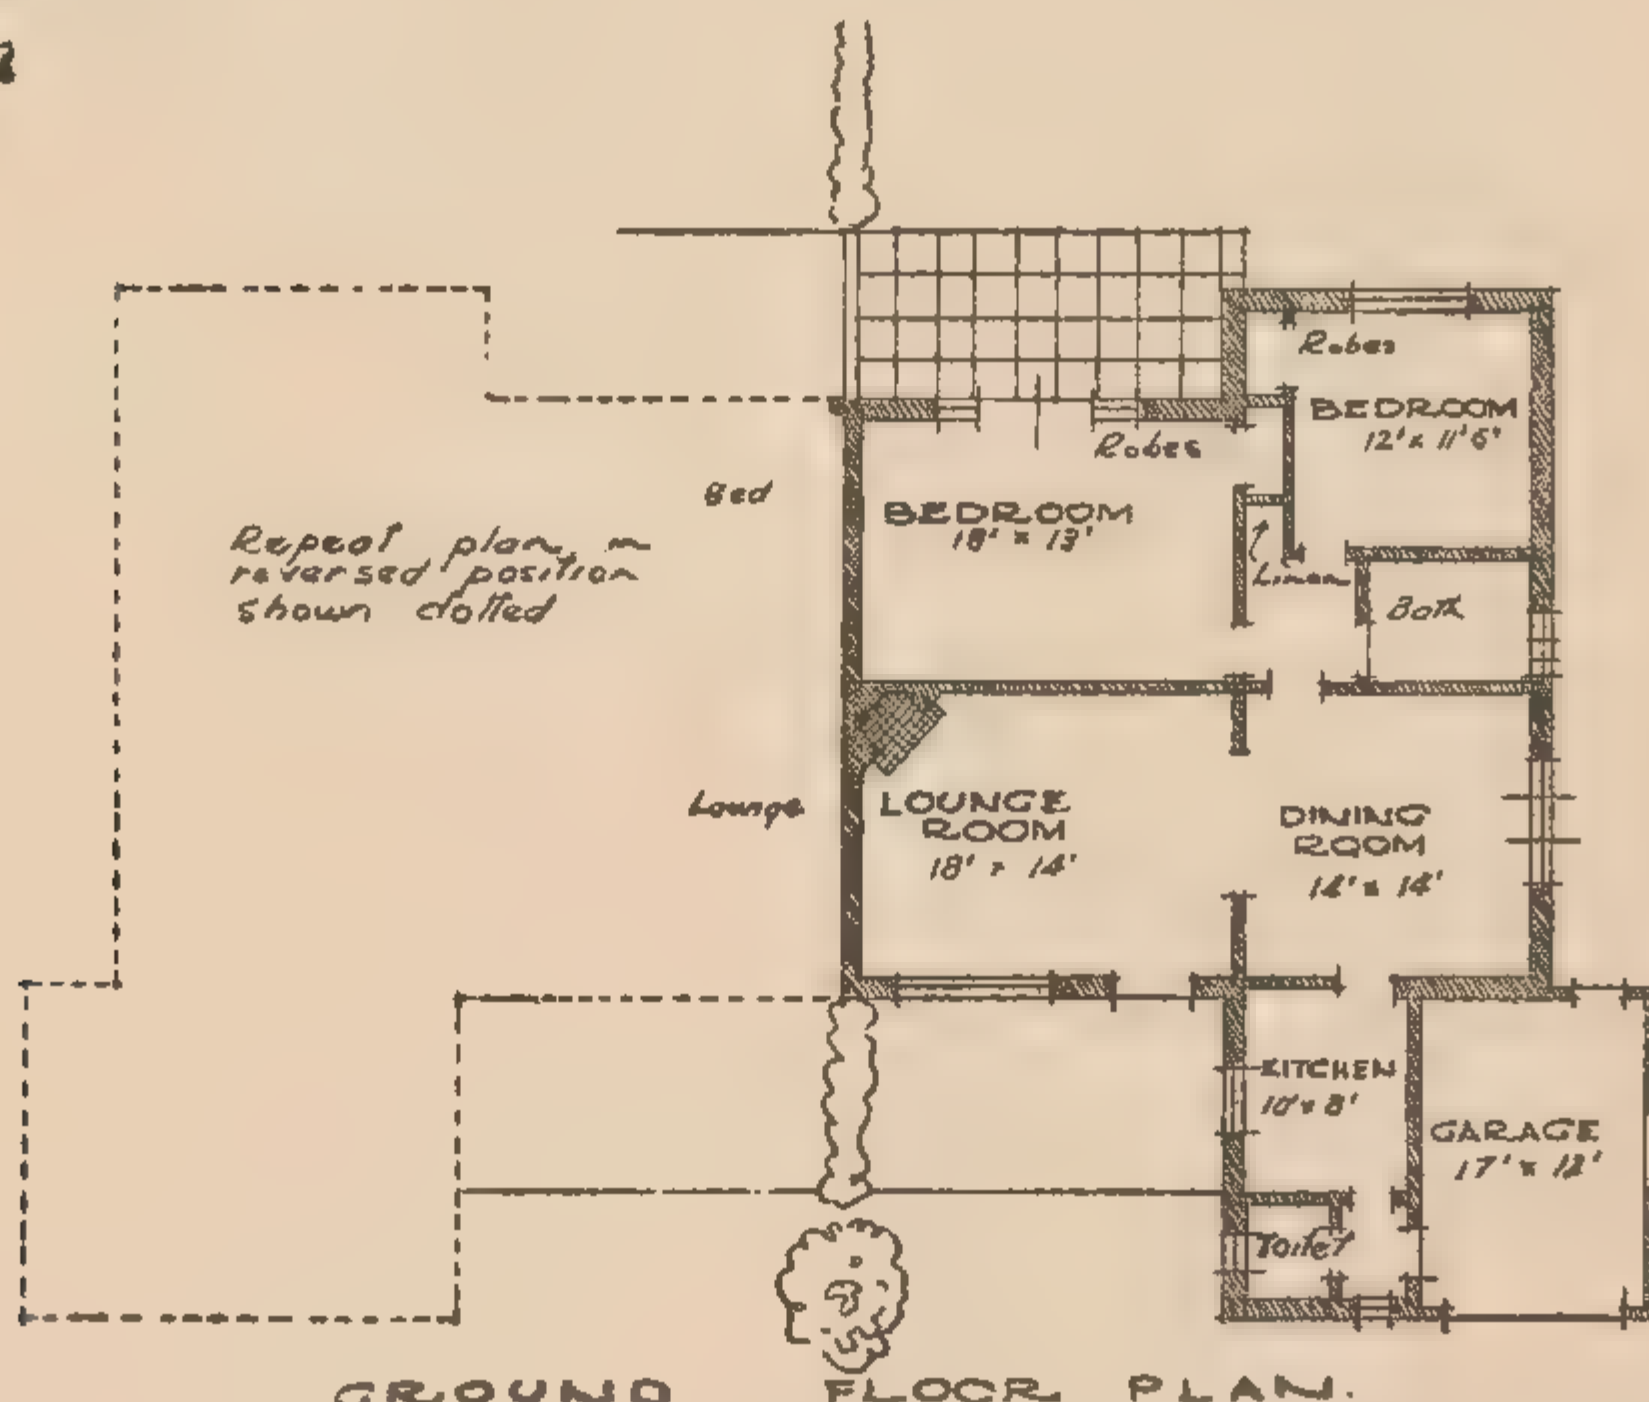 Robes
BEDROOM
12' x 11'6"
Robes
Bed
BEDROOM
18' x 13'
Repeat plan, in
reversed position
shown dotted
Linen
Bath
Lounge
LOUNGE
ROOM
18' x 14'
DINING
ROOM
14' x 14'
KITCHEN
10' x 8'
GARAGE
17' x 12'
Toilet
GROUND FLOOR PLAN.